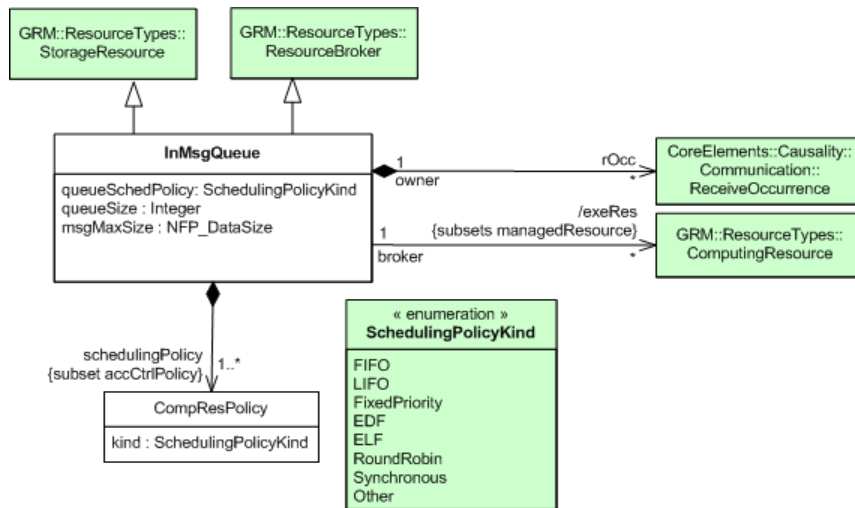 GRM::ResourceTypes::
StorageResource
GRM::ResourceTypes::
ResourceBroker
InMsgQueue
queueSchedPolicy: SchedulingPolicyKind
queueSize : Integer
msgMaxSize : NFP_DataSize
1
owner
rOcc
*
CoreElements::Causality::
Communication::
ReceiveOccurrence
1
broker
/exeRes
{subsets managedResource}
*
GRM::ResourceTypes::
ComputingResource
schedulingPolicy
{subset accCtrlPolicy}
1..*
CompResPolicy
kind : SchedulingPolicyKind
« enumeration »
SchedulingPolicyKind
FIFO
LIFO
FixedPriority
EDF
ELF
RoundRobin
Synchronous
Other